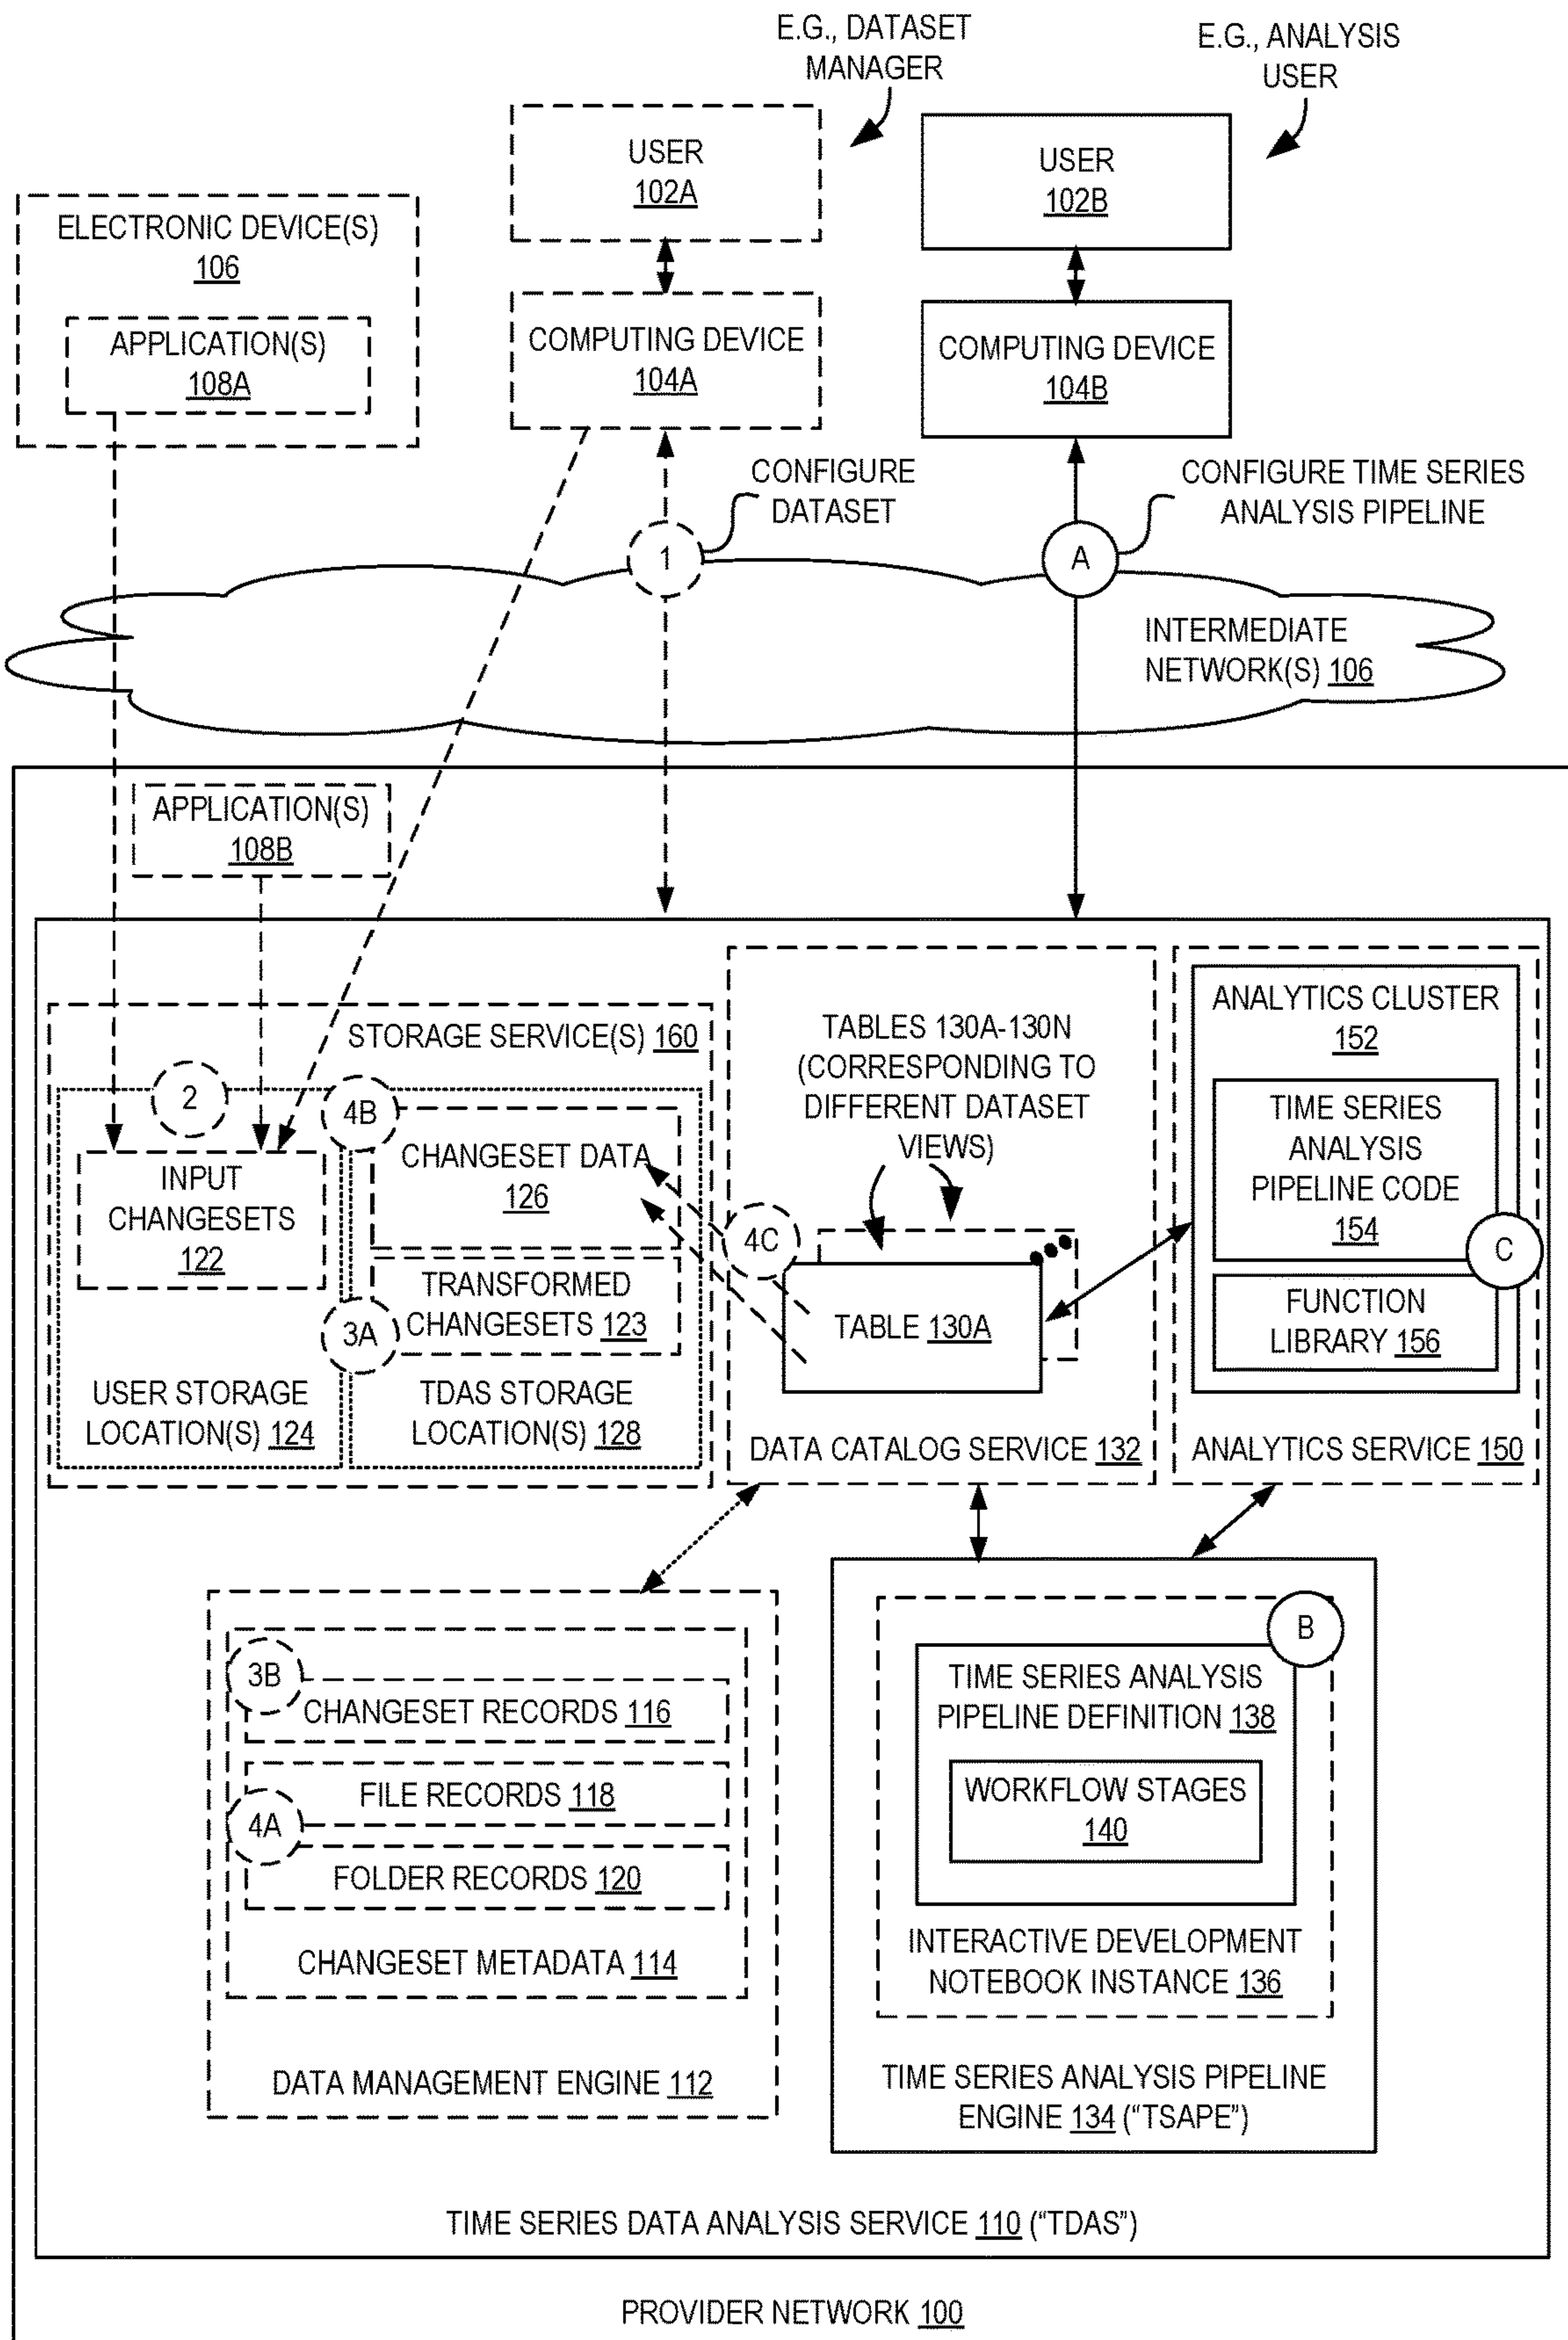 E.G., DATASET
MANAGER
E.G., ANALYSIS
USER
USER
102A
USER
102B
ELECTRONIC DEVICE(S)
106
APPLICATION(S)
108A
COMPUTING DEVICE
104A
COMPUTING DEVICE
104B
CONFIGURE
DATASET
CONFIGURE TIME SERIES
ANALYSIS PIPELINE
1
A
INTERMEDIATE
NETWORK(S) 106
APPLICATION(S)
108B
STORAGE SERVICE(S) 160
2
4B
INPUT
CHANGESETS
122
CHANGESET DATA
126
TRANSFORMED
CHANGESETS 123
3A
USER STORAGE
LOCATION(S) 124
TDAS STORAGE
LOCATION(S) 128
TABLES 130A-130N
(CORRESPONDING TO
DIFFERENT DATASET
VIEWS)
4C
TABLE 130A
DATA CATALOG SERVICE 132
ANALYTICS CLUSTER
152
TIME SERIES
ANALYSIS
PIPELINE CODE
154
C
FUNCTION
LIBRARY 156
ANALYTICS SERVICE 150
3B
CHANGESET RECORDS 116
FILE RECORDS 118
4A
FOLDER RECORDS 120
CHANGESET METADATA 114
DATA MANAGEMENT ENGINE 112
B
TIME SERIES ANALYSIS
PIPELINE DEFINITION 138
WORKFLOW STAGES
140
INTERACTIVE DEVELOPMENT
NOTEBOOK INSTANCE 136
TIME SERIES ANALYSIS PIPELINE
ENGINE 134 (“TSAPE”)
TIME SERIES DATA ANALYSIS SERVICE 110 (“TDAS”)
PROVIDER NETWORK 100